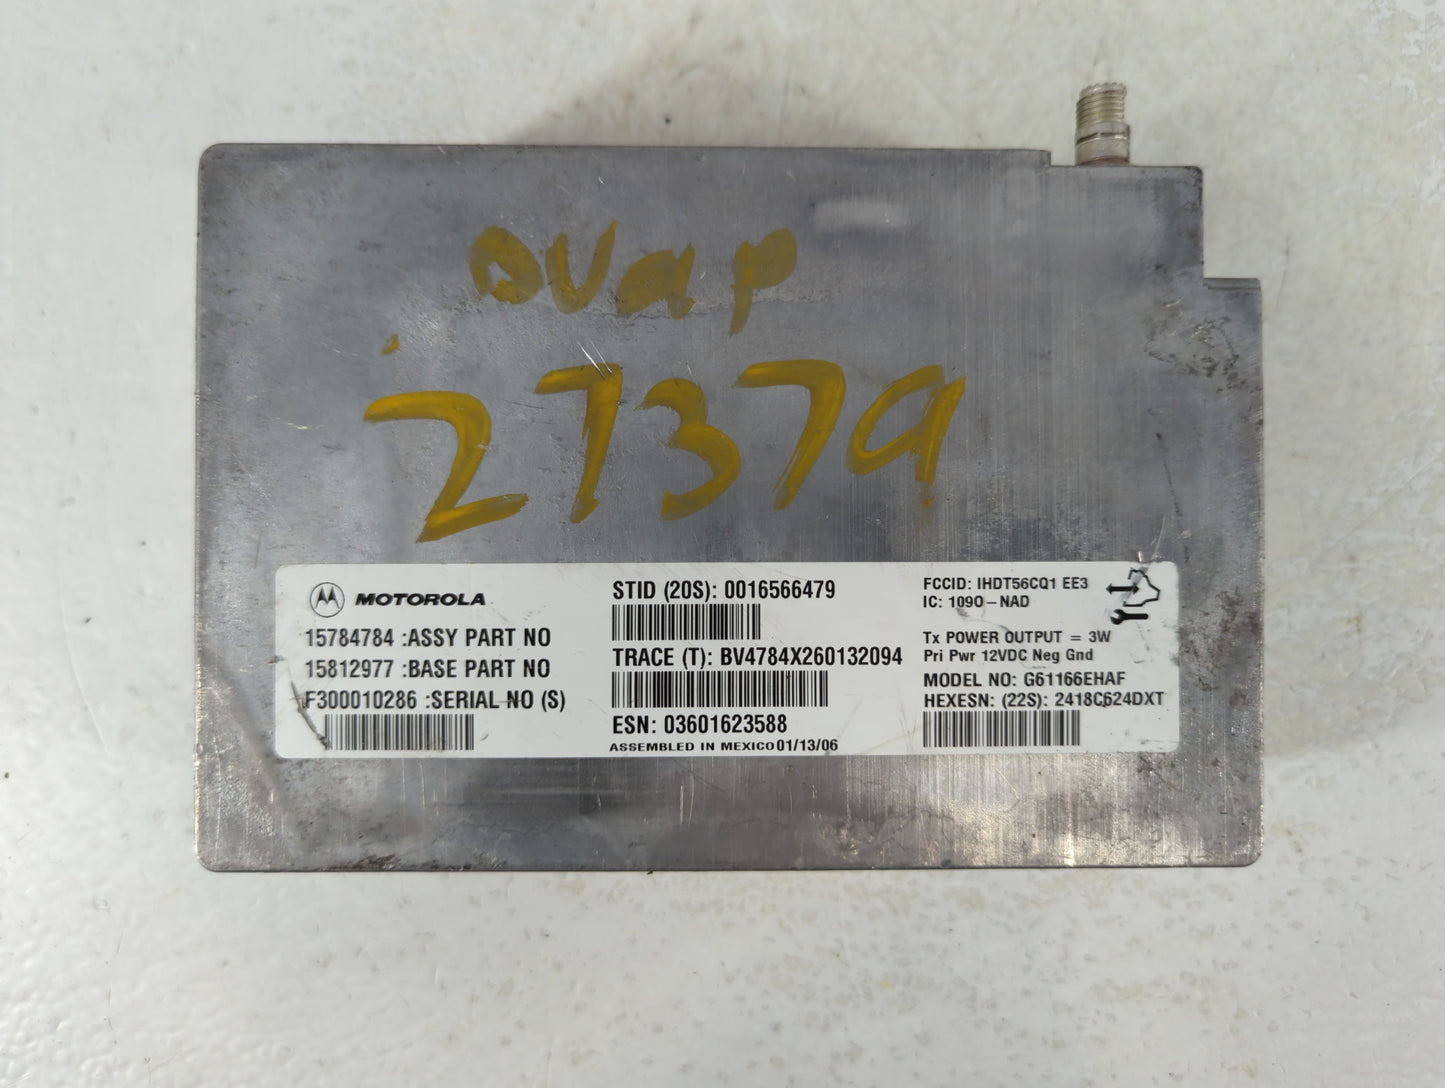 27379
MOTOROLA
15784784 :ASSY PART NO
15812977 :BASE PART NO
F300010286 :SERIAL NO (S)
STID (20S): 0016566479
TRACE (T): BV4784X260132094
ESN: 03601623588
ASSEMBLED IN MEXICO 01/13/06
FCCID: IHDT56CQ1 EE3
IC: 1090-NAD
Tx POWER OUTPUT = 3W
Pri Pwr 12VDC Neg Gnd
MODEL NO: G61166EHAF
HEXESN: (22S): 2418C624DXT